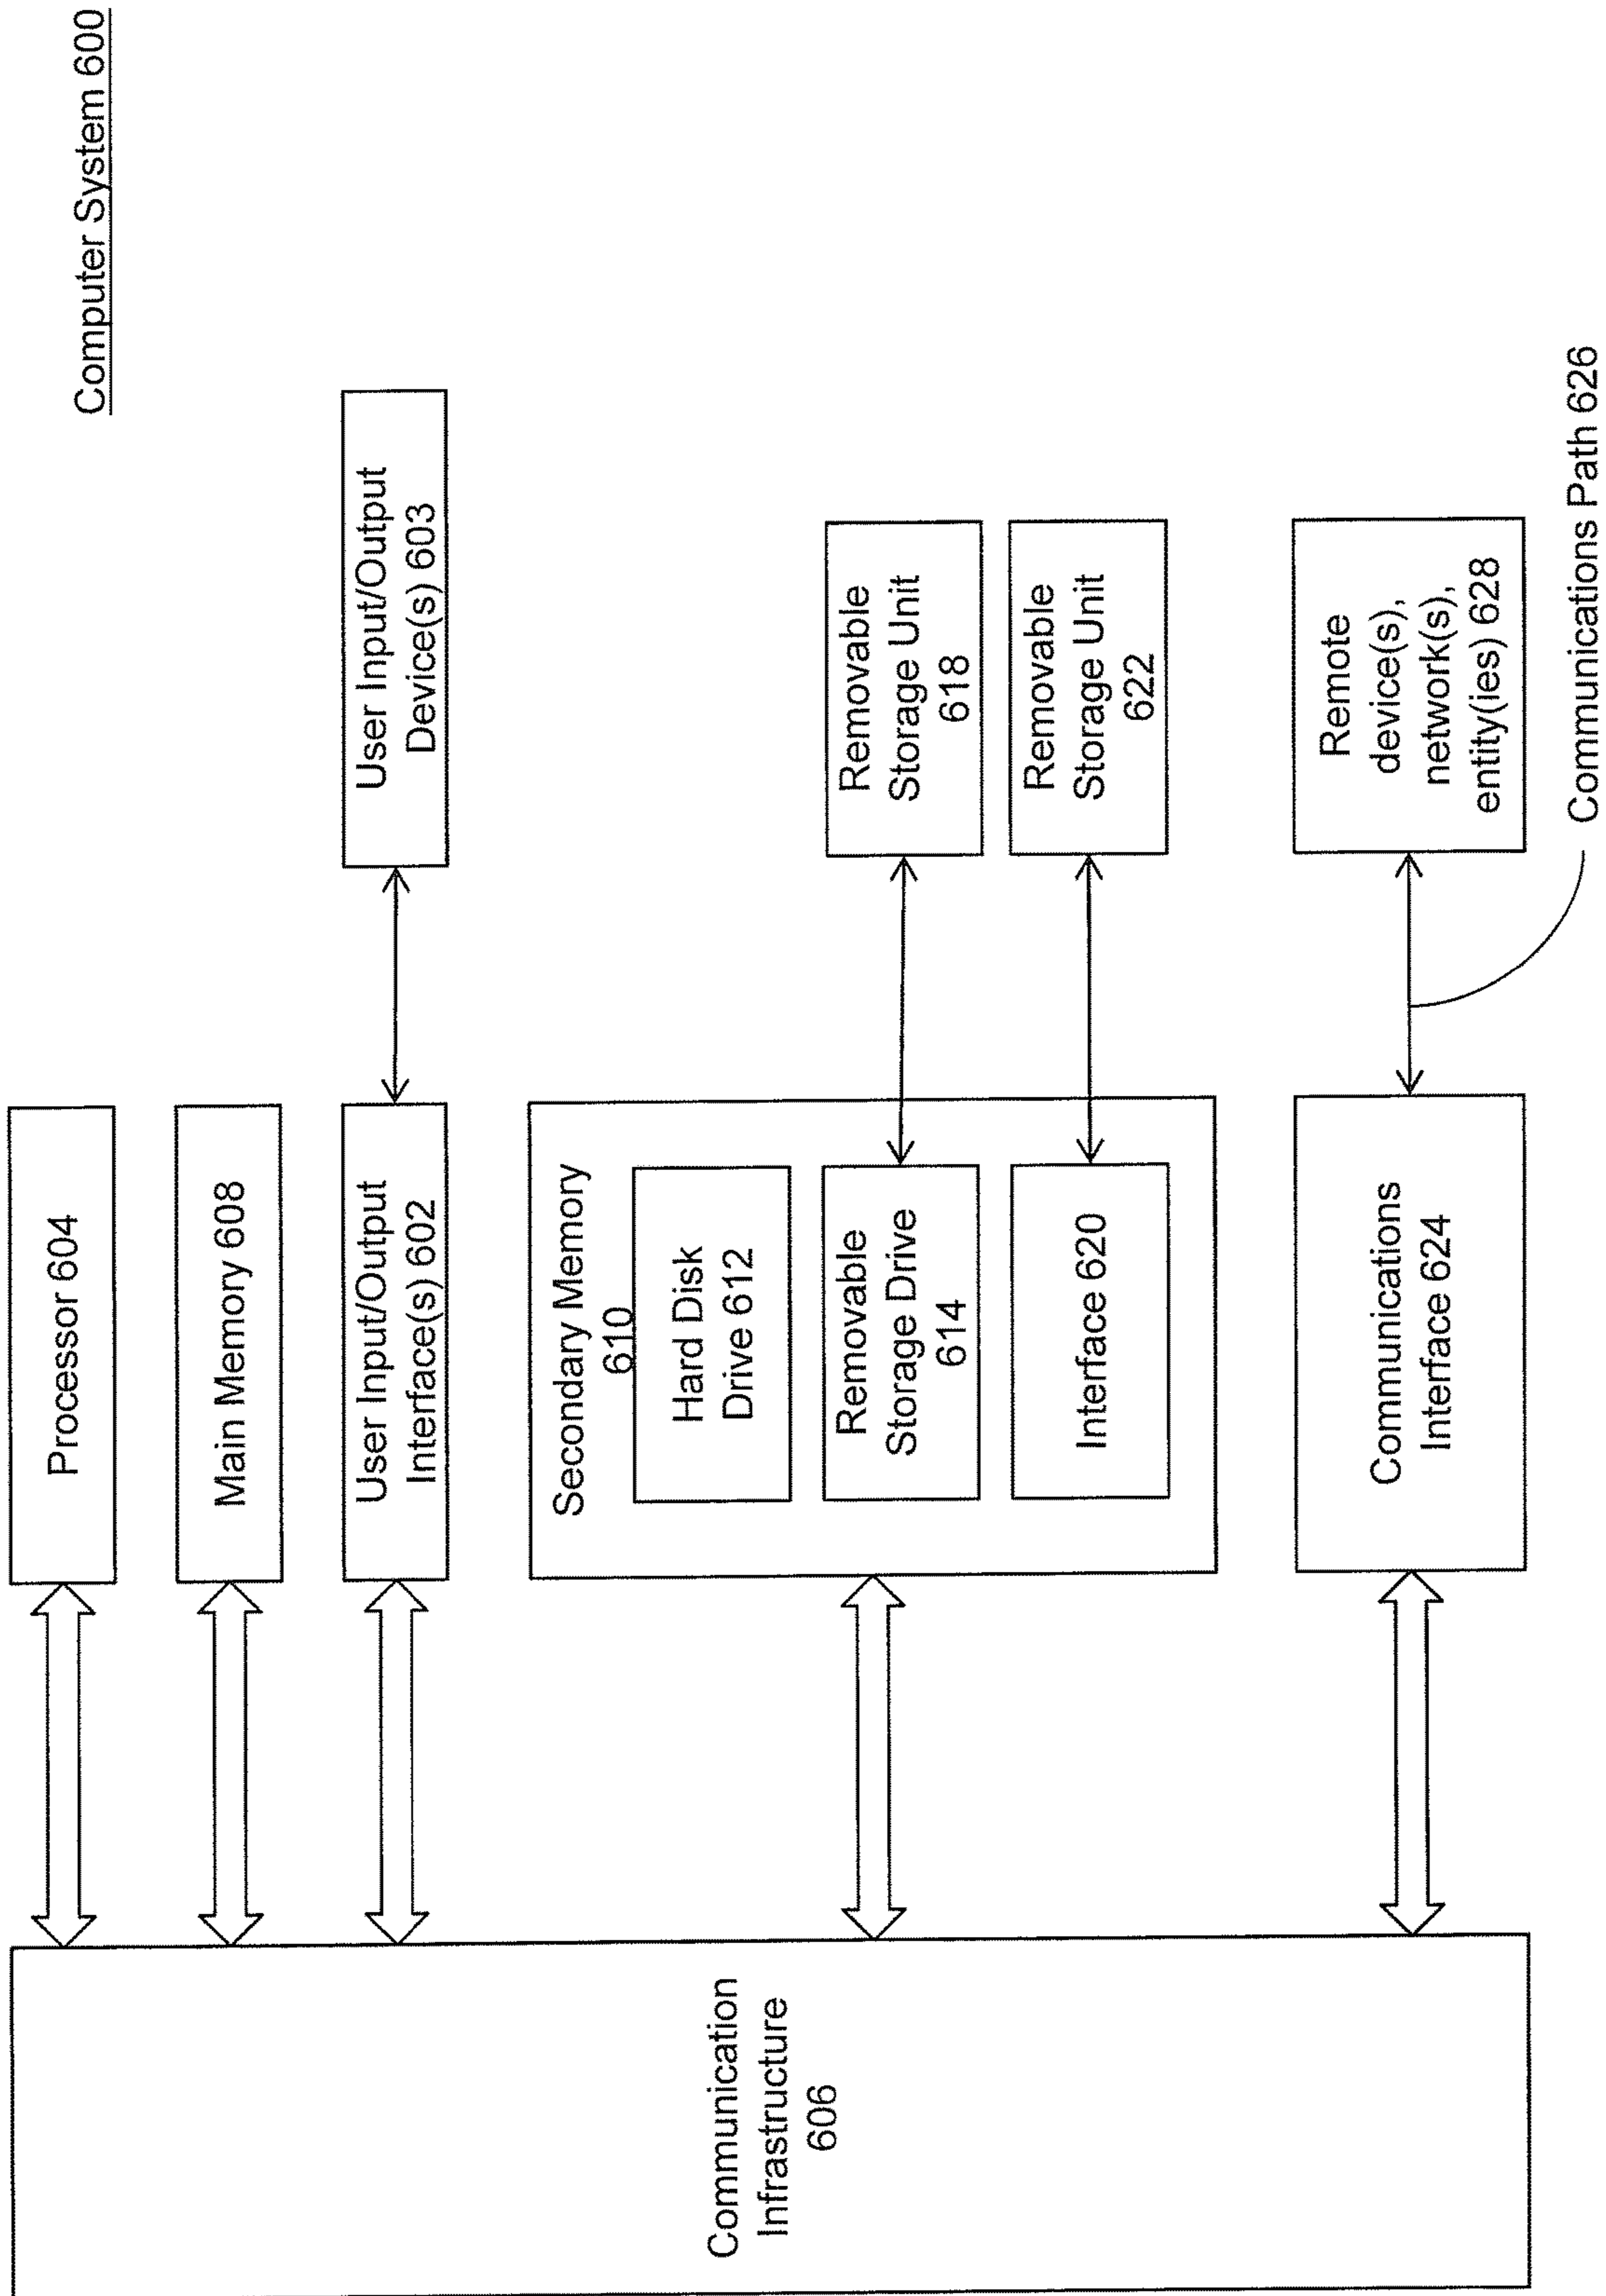 Computer System 600
Processor 604
Main Memory 608
User Input/Output
Interface(s) 602
User Input/Output
Device(s) 603
Secondary Memory
610
Hard Disk
Drive 612
Removable
Storage Drive
614
Removable
Storage Unit
618
Interface 620
Removable
Storage Unit
622
Communications
Interface 624
Remote
device(s),
network(s),
entity(ies) 628
Communications Path 626
Communication
Infrastructure
606